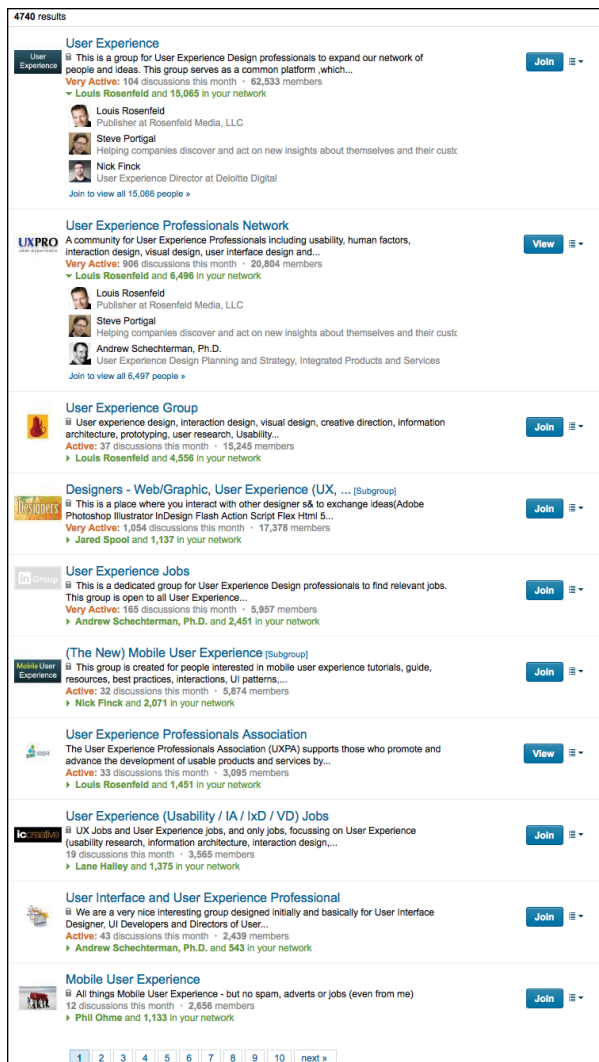 4740 results
User Experience
User
Experience
This is a group for User Experience Design professionals to expand our network of
people and ideas. This group serves as a common platform ,which...
Very Active: 104 discussions this month · 62,533 members
Louis Rosenfeld and 15,065 in your network
Louis Rosenfeld
Publisher at Rosenfeld Media, LLC
Steve Portigal
Helping companies discover and act on new insights about themselves and their custo
Nick Finck
User Experience Director at Deloitte Digital
Join to view all 15,066 people »
Join
User Experience Professionals Network
UXPRO
user experience
A community for User Experience Professionals including usability, human factors,
interaction design, visual design, user interface design and...
Very Active: 906 discussions this month · 20,804 members
Louis Rosenfeld and 6,496 in your network
Louis Rosenfeld
Publisher at Rosenfeld Media, LLC
Steve Portigal
Helping companies discover and act on new insights about themselves and their custo
Andrew Schechterman, Ph.D.
User Experience Design Planning and Strategy, Integrated Products and Services
Join to view all 6,497 people »
View
User Experience Group
User experience design, interaction design, visual design, creative direction, information
architecture, prototyping, user research, Usability...
Active: 37 discussions this month · 15,245 members
Louis Rosenfeld and 4,556 in your network
Join
Designers - Web/Graphic, User Experience (UX, ... [Subgroup]
Designers
This is a place where you interact with other designer s& to exchange ideas(Adobe
Photoshop Illustrator InDesign Flash Action Script Flex Html 5...
Very Active: 1,054 discussions this month · 17,378 members
Jared Spool and 1,137 in your network
Join
User Experience Jobs
in Group
This is a dedicated group for User Experience Design professionals to find relevant jobs.
This group is open to all User Experience...
Very Active: 165 discussions this month · 5,957 members
Andrew Schechterman, Ph.D. and 2,451 in your network
Join
(The New) Mobile User Experience [Subgroup]
Mobile User
Experience
This group is created for people interested in mobile user experience tutorials, guide,
resources, best practices, interactions, UI patterns,...
Active: 32 discussions this month · 5,874 members
Nick Finck and 2,071 in your network
Join
User Experience Professionals Association
uxpa
The User Experience Professionals Association (UXPA) supports those who promote and
advance the development of usable products and services by...
Active: 33 discussions this month · 3,095 members
Louis Rosenfeld and 1,451 in your network
View
User Experience (Usability / IA / IxD / VD) Jobs
iccreative
UX Jobs and User Experience jobs, and only jobs, focussing on User Experience
(usability research, information architecture, interaction design,...
19 discussions this month · 3,565 members
Lane Halley and 1,375 in your network
Join
User Interface and User Experience Professional
We are a very nice interesting group designed initially and basically for User Interface
Designer, UI Developers and Directors of User...
Active: 43 discussions this month · 2,439 members
Andrew Schechterman, Ph.D. and 543 in your network
Join
Mobile User Experience
All things Mobile User Experience - but no spam, adverts or jobs (even from me)
12 discussions this month · 2,656 members
Phil Ohme and 1,133 in your network
Join
1 2 3 4 5 6 7 8 9 10 next »